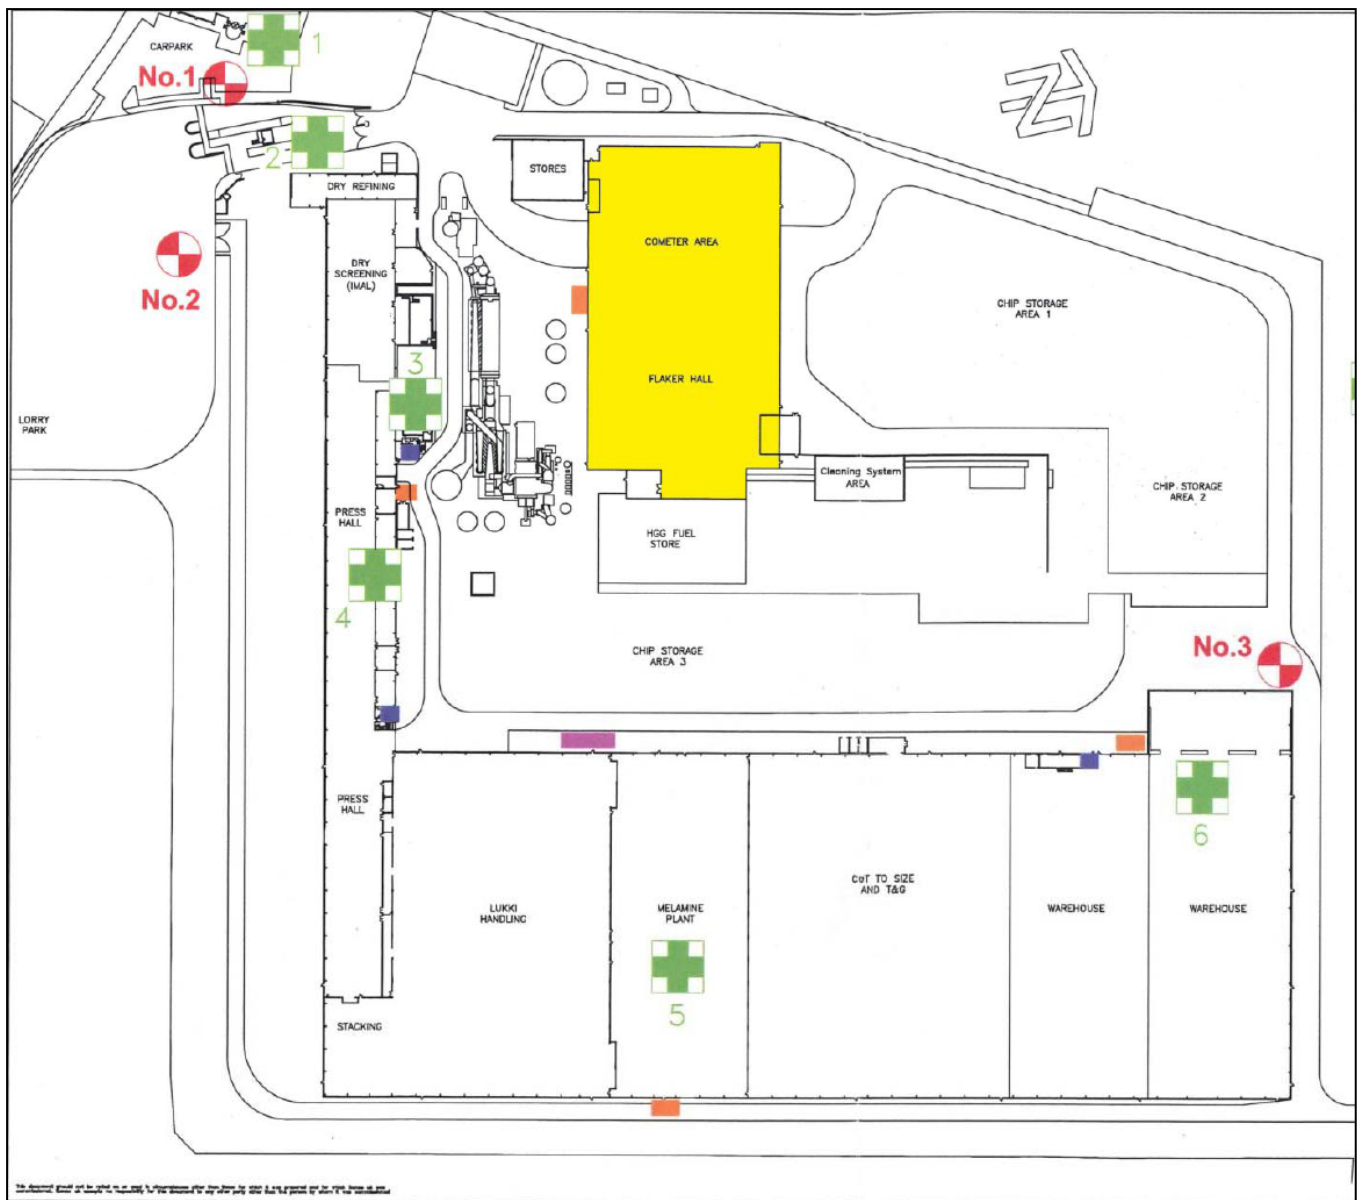 CARPARK
1
No.1
2
STORES
DRY REFINING
COMETER AREA
DRY
SCREENING
(IMAL)
No.2
CHIP STORAGE
AREA 1
3
FLAKER HALL
LORRY
PARK
Cleaning System
AREA
CHIP STORAGE
AREA 2
PRESS
HALL
HGG FUEL
STORE
4
CHIP STORAGE
AREA 3
No.3
PRESS
HALL
6
CUT TO SIZE
AND T&G
LUKKI
HANDLING
MELAMINE
PLANT
WAREHOUSE
WAREHOUSE
5
STACKING
N